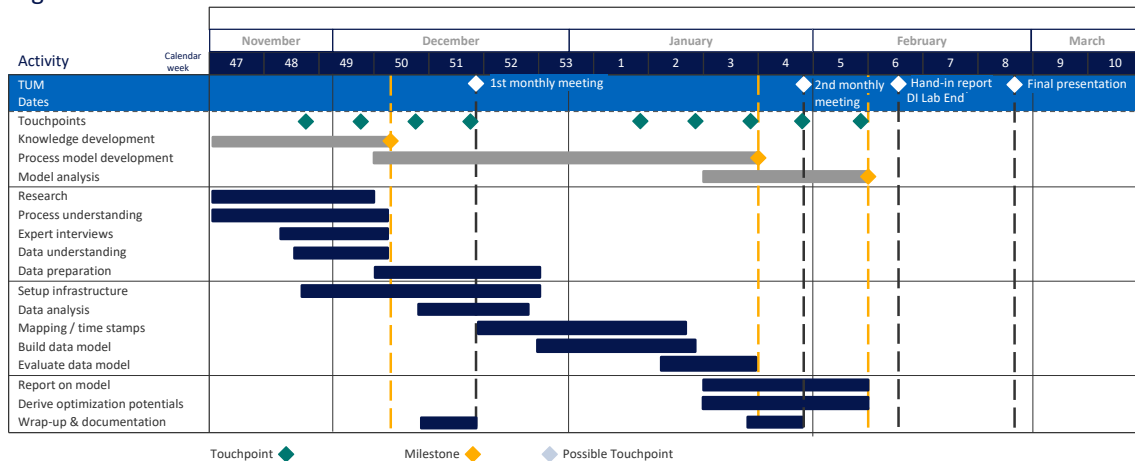 November December January February March
Activity Calendar week 47 48 49 50 51 52 53 1 2 3 4 5 6 7 8 9 10
TUM
Dates
1st monthly meeting
2nd monthly
meeting
Hand-in report
DI Lab End
Final presentation
Touchpoints
Knowledge development
Process model development
Model analysis
Research
Process understanding
Expert interviews
Data understanding
Data preparation
Setup infrastructure
Data analysis
Mapping / time stamps
Build data model
Evaluate data model
Report on model
Derive optimization potentials
Wrap-up & documentation
Touchpoint Milestone Possible Touchpoint